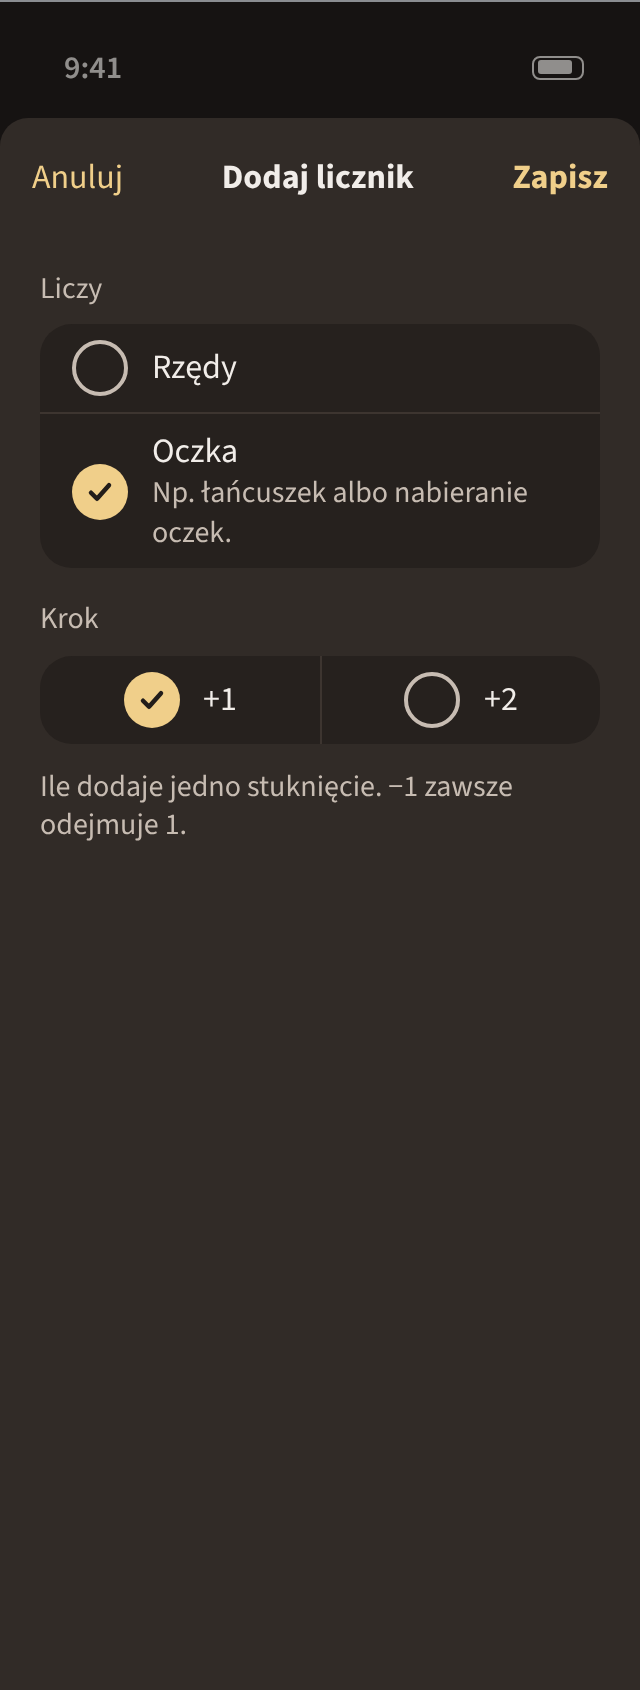 9:41
Anuluj
Dodaj licznik
Zapisz
Liczy
Rzędy
Oczka
Np. łańcuszek albo nabieranie
oczek.
Krok
+1
+2
Ile dodaje jedno stuknięcie. −1 zawsze
odejmuje 1.